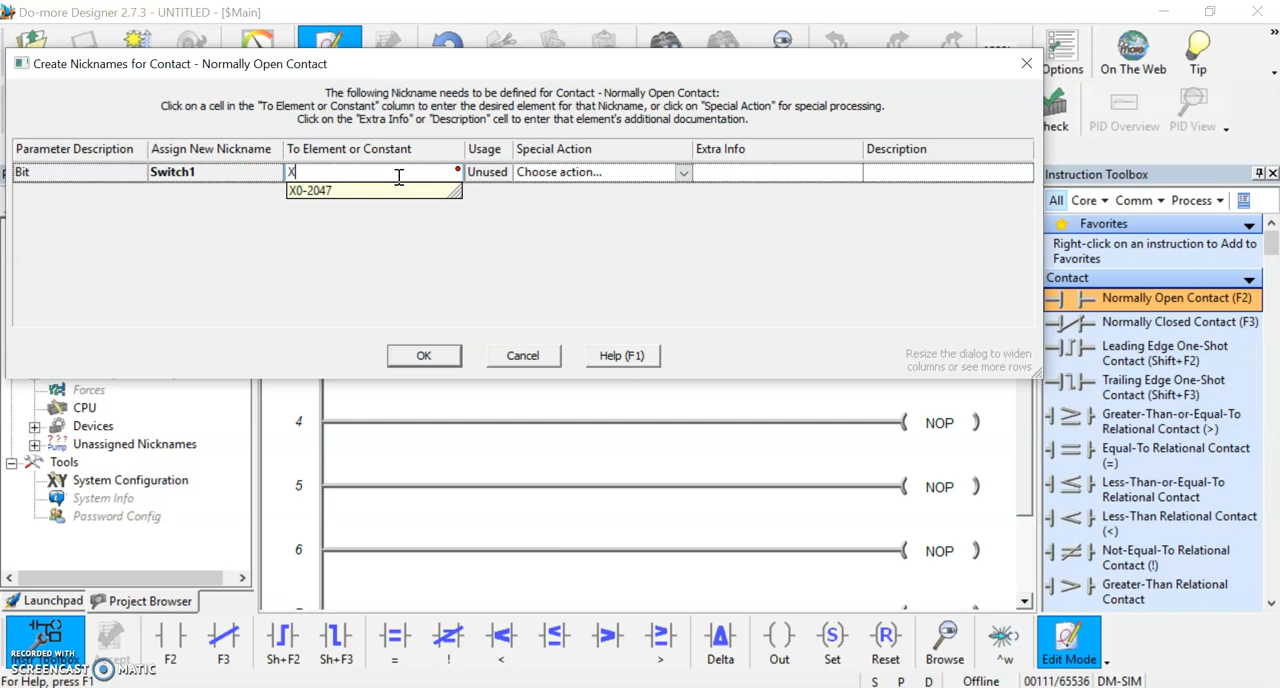 Do-more Designer 2.7.3 - UNTITLED - [$Main]
»
Options
On The Web
Tip
heck
PID Overview
PID View
Create Nicknames for Contact - Normally Open Contact
The following Nickname needs to be defined for Contact - Normally Open Contact:
Click on a cell in the "To Element or Constant" column to enter the desired element for that Nickname, or click on "Special Action" for special processing.
Click on the "Extra Info" or "Description" cell to enter that element's additional documentation.
Parameter Description Assign New Nickname To Element or Constant Usage Special Action Extra Info Description
Bit Switch1 X Unused Choose action...
X0-2047
OK Cancel Help (F1)
Resize the dialog to widen
columns or see more rows
Forces
CPU
Devices
??? Pump Unassigned Nicknames
Tools
XY System Configuration
System Info
Password Config
Launchpad Project Browser
4 NOP
5 NOP
6 NOP
Instruction Toolbox
All Core Comm Process
Favorites
Right-click on an instruction to Add to
Favorites
Contact
Normally Open Contact (F2)
Normally Closed Contact (F3)
Leading Edge One-Shot
Contact (Shift+F2)
Trailing Edge One-Shot
Contact (Shift+F3)
Greater-Than-or-Equal-To
Relational Contact (>)
Equal-To Relational Contact
(=)
Less-Than-or-Equal-To
Relational Contact
Less-Than Relational Contact
(<)
Not-Equal-To Relational
Contact (!)
Greater-Than Relational
Contact
F2 F3 Sh+F2 Sh+F3 = ! < > Delta Out Set Reset Browse ^w Edit Mode
RECORDED WITH
SCREENCAST MATIC
For Help, press F1
S P D Offline 00111/65536 DM-SIM